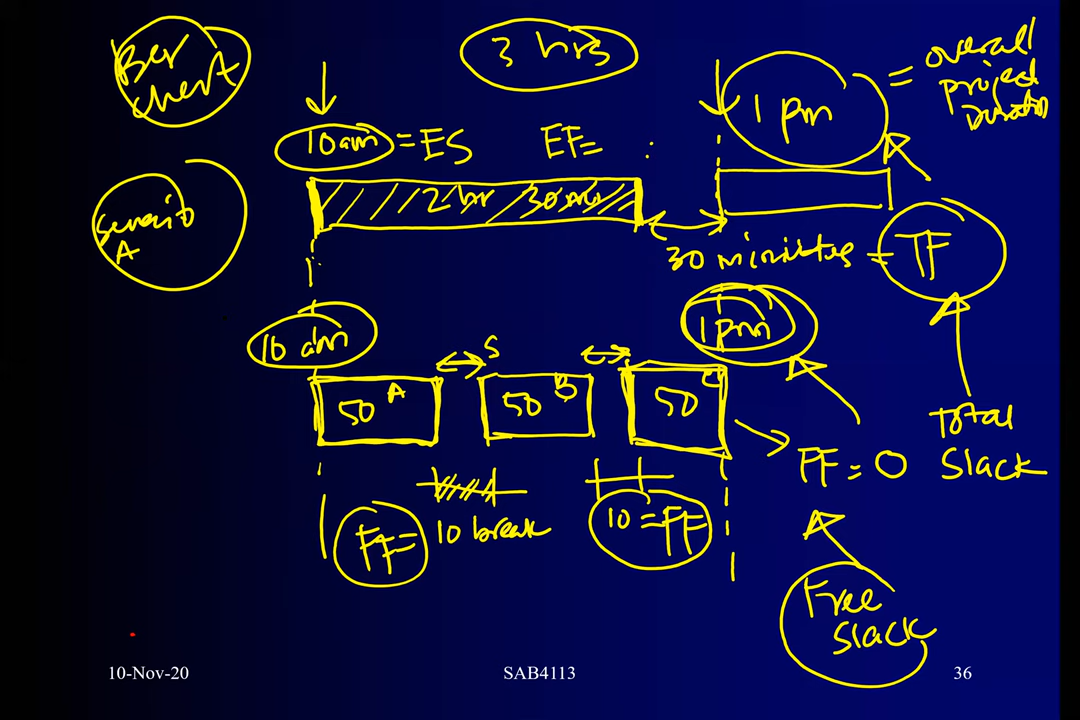 Bar
chart
3 hrs
1 pm
= overall
project
Duration
10am = ES
EF =
2 hr 30
A
30 minutes = TF
10 am
1 pm
S
50 A
50 B
50 C
FF = 0
Total
Slack
FF =
10 break
10 = FF
Free
Slack
10-Nov-20
SAB4113
36